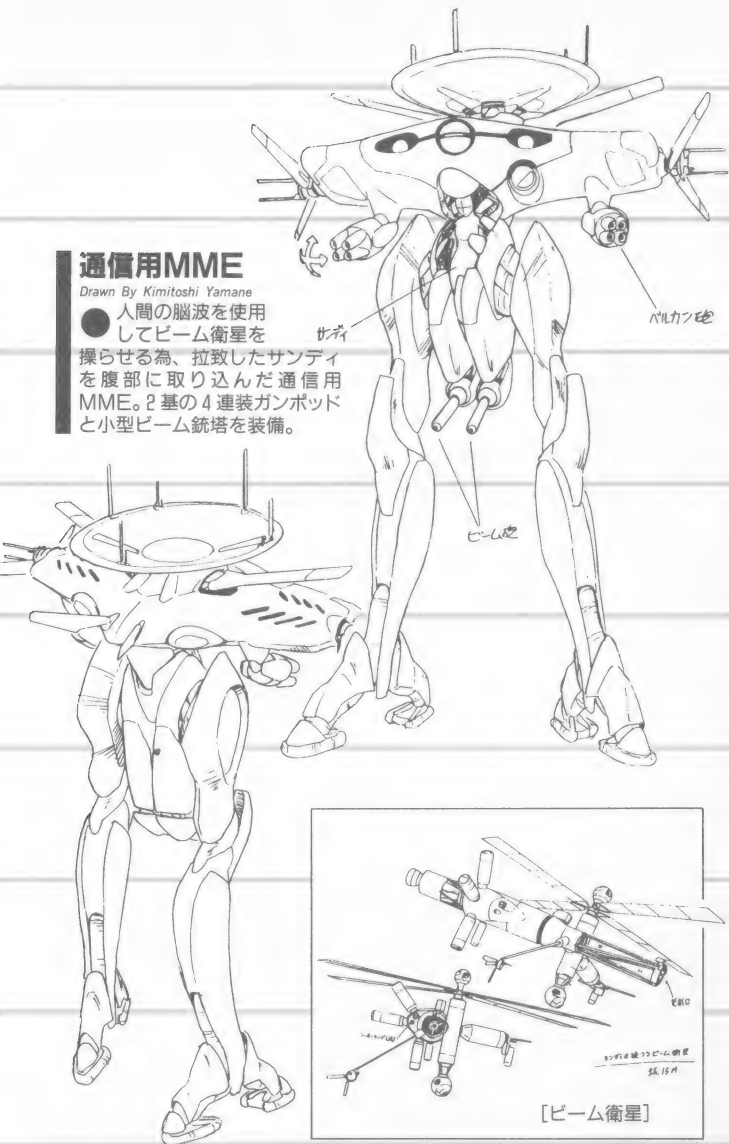 通信用MME
Drawn By Kimitoshi Yamane
●人間の脳波を使用
してビーム衛星を
操らせる為、拉致したサンディ
を腹部に取り込んだ通信用
MME。2基の4連装ガンポッド
と小型ビーム銃塔を装備。
サンディ
バルカン砲
ビーム砲
[ビーム衛星]